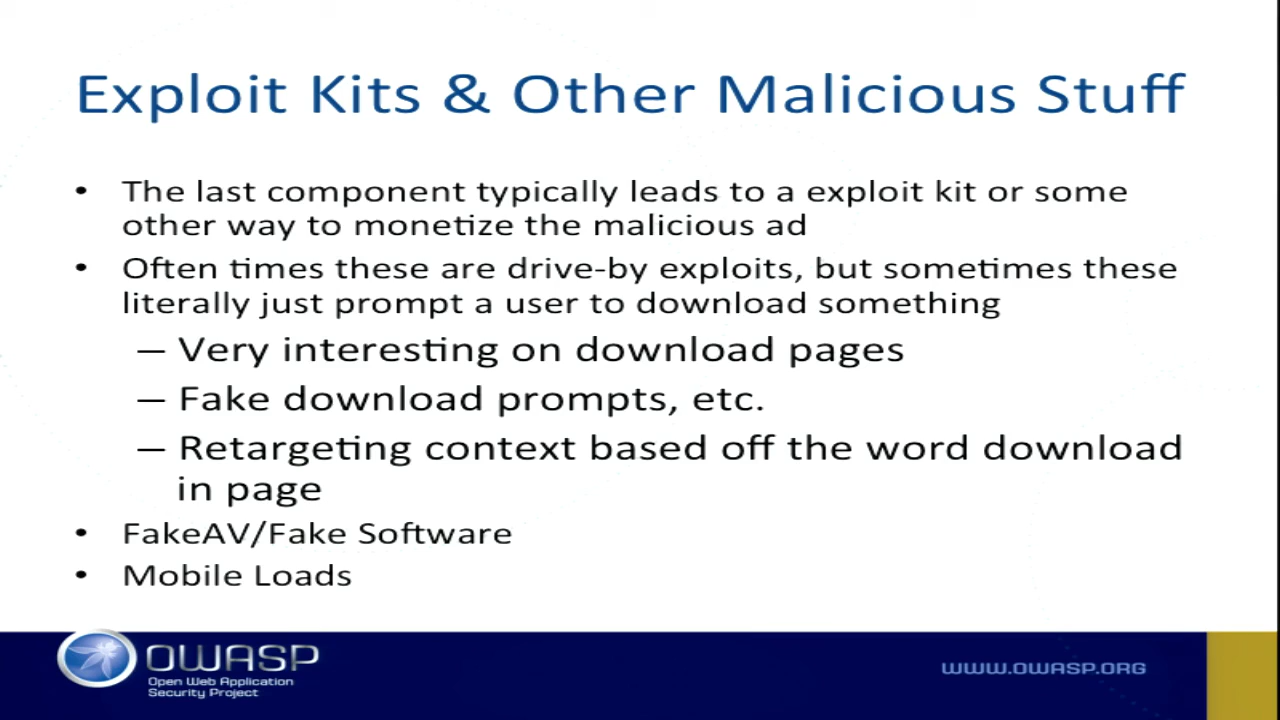 Exploit Kits & Other Malicious Stuff
• The last component typically leads to a exploit kit or some
other way to monetize the malicious ad
• Often times these are drive-by exploits, but sometimes these
literally just prompt a user to download something
– Very interesting on download pages
– Fake download prompts, etc.
– Retargeting context based off the word download
in page
• FakeAV/Fake Software
• Mobile Loads
OWASP
Open Web Application
Security Project
WWW.OWASP.ORG